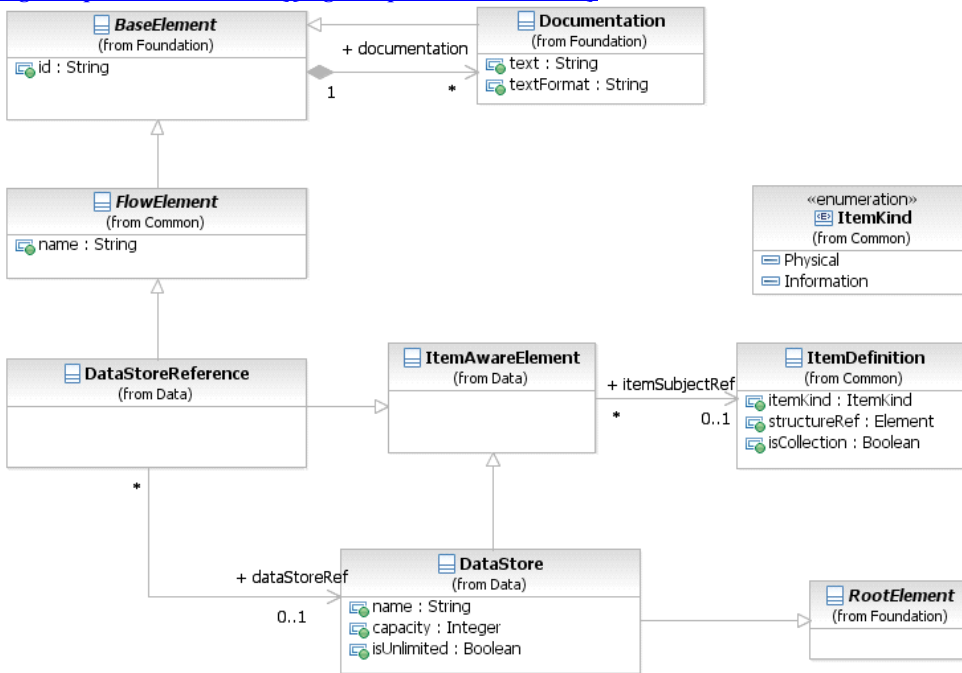 BaseElement
(from Foundation)
id : String
Documentation
(from Foundation)
text : String
textFormat : String
+ documentation
1
*
FlowElement
(from Common)
name : String
«enumeration»
ItemKind
(from Common)
Physical
Information
DataStoreReference
(from Data)
ItemAwareElement
(from Data)
+ itemSubjectRef
*
0..1
ItemDefinition
(from Common)
itemKind : ItemKind
structureRef : Element
isCollection : Boolean
*
+ dataStoreRef
0..1
DataStore
(from Data)
name : String
capacity : Integer
isUnlimited : Boolean
RootElement
(from Foundation)